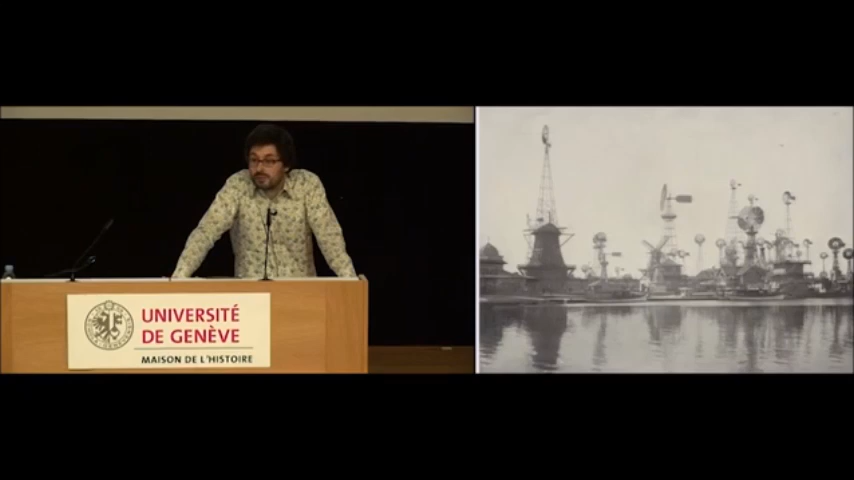 UNIVERSITÉ
DE GENÈVE
MAISON DE L'HISTOIRE